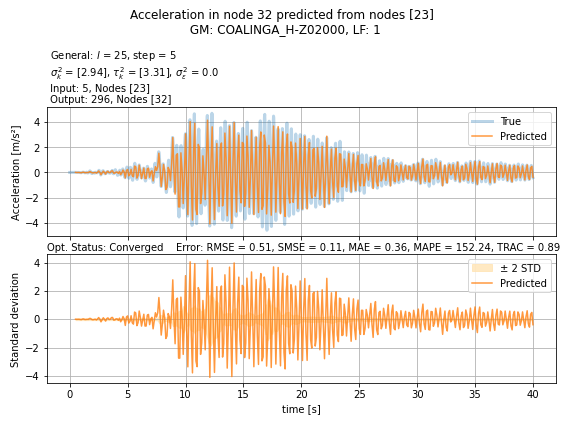 Acceleration in node 32 predicted from nodes [23]
GM: COALINGA_H-Z02000, LF: 1
General: l = 25, step = 5
σ²ₖ = [2.94], τ²ₖ = [3.31], σ²ε = 0.0
Input: 5, Nodes [23]
Output: 296, Nodes [32]
Acceleration [m/s²]
4
2
0
−2
−4
True
Predicted
Opt. Status: Converged Error: RMSE = 0.51, SMSE = 0.11, MAE = 0.36, MAPE = 152.24, TRAC = 0.89
Standard deviation
4
2
0
−2
−4
± 2 STD
Predicted
0 5 10 15 20 25 30 35 40
time [s]